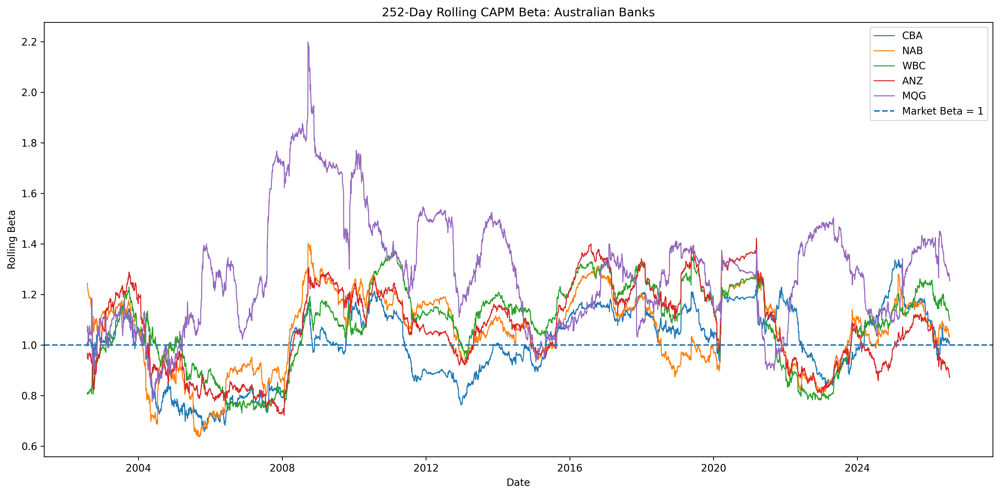 252-Day Rolling CAPM Beta: Australian Banks
CBA
NAB
WBC
ANZ
MQG
Market Beta = 1
2.2
2.0
1.8
1.6
1.4
1.2
1.0
0.8
0.6
Rolling Beta
2004
2008
2012
2016
2020
2024
Date